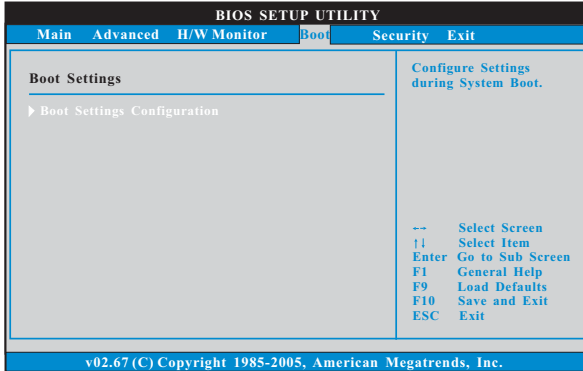 BIOS SETUP UTILITY
Main Advanced H/W Monitor Boot Security Exit
Boot Settings
Boot Settings Configuration
Configure Settings
during System Boot.
←→ Select Screen
↑↓ Select Item
Enter Go to Sub Screen
F1 General Help
F9 Load Defaults
F10 Save and Exit
ESC Exit
v02.67 (C) Copyright 1985-2005, American Megatrends, Inc.